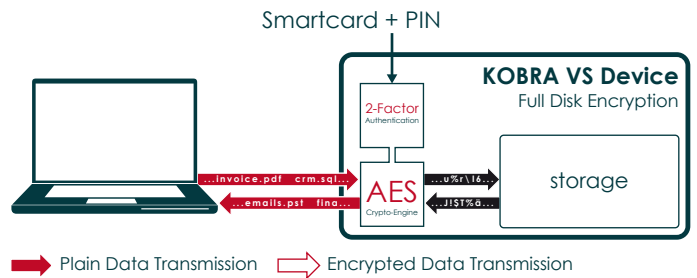 Smartcard + PIN
KOBRA VS Device
Full Disk Encryption
2-Factor
Authentication
...invoice.pdf crm.sql...
...emails.pst fina...
AES
Crypto-Engine
...u%r\16...
...J!$T%ä...
storage
Plain Data Transmission
Encrypted Data Transmission